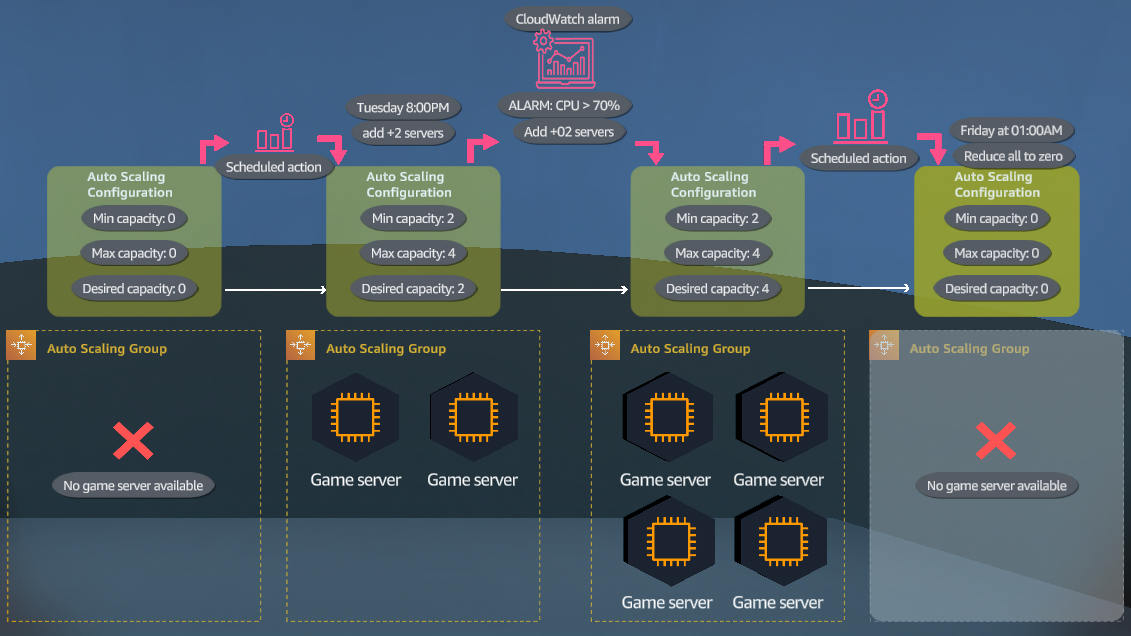 CloudWatch alarm
ALARM: CPU > 70%
Add +02 servers
Tuesday 8:00PM
add +2 servers
Scheduled action
Scheduled action
Friday at 01:00AM
Reduce all to zero
Auto Scaling
Configuration
Min capacity: 0
Max capacity: 0
Desired capacity: 0
Auto Scaling
Configuration
Min capacity: 2
Max capacity: 4
Desired capacity: 2
Auto Scaling
Configuration
Min capacity: 2
Max capacity: 4
Desired capacity: 4
Auto Scaling
Configuration
Min capacity: 0
Max capacity: 0
Desired capacity: 0
Auto Scaling Group
No game server available
Auto Scaling Group
Game server
Game server
Auto Scaling Group
Game server
Game server
Game server
Game server
Auto Scaling Group
No game server available